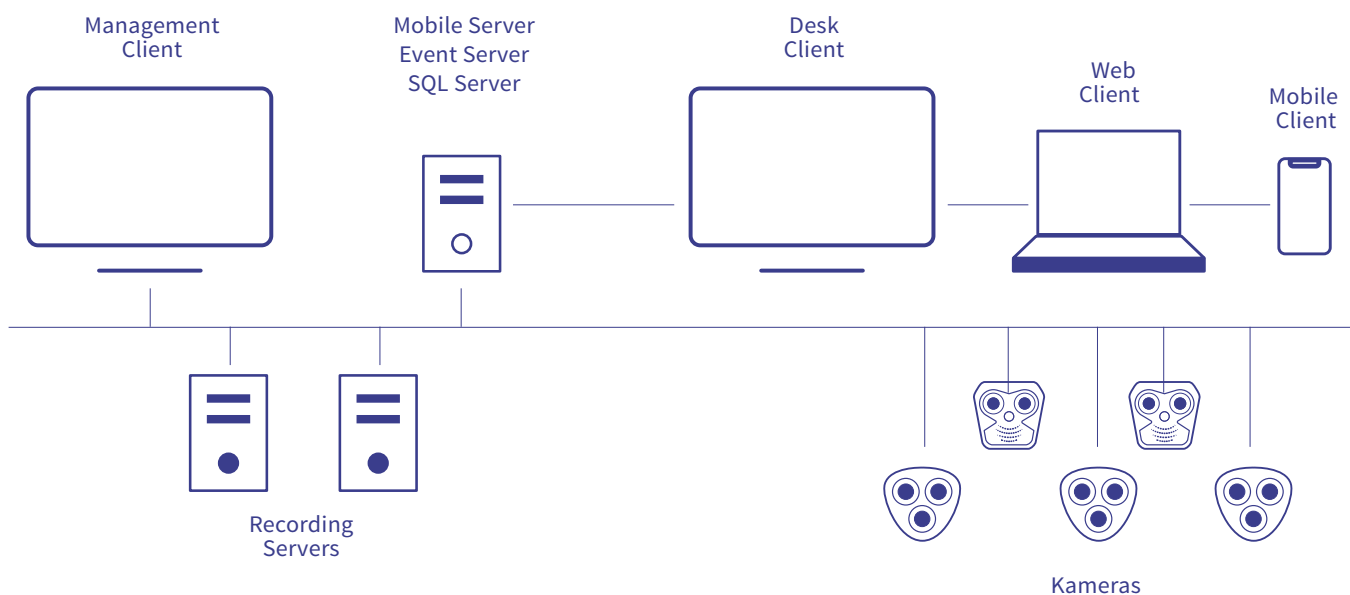 Management
Client
Mobile Server
Event Server
SQL Server
Desk
Client
Web
Client
Mobile
Client
Recording
Servers
Kameras